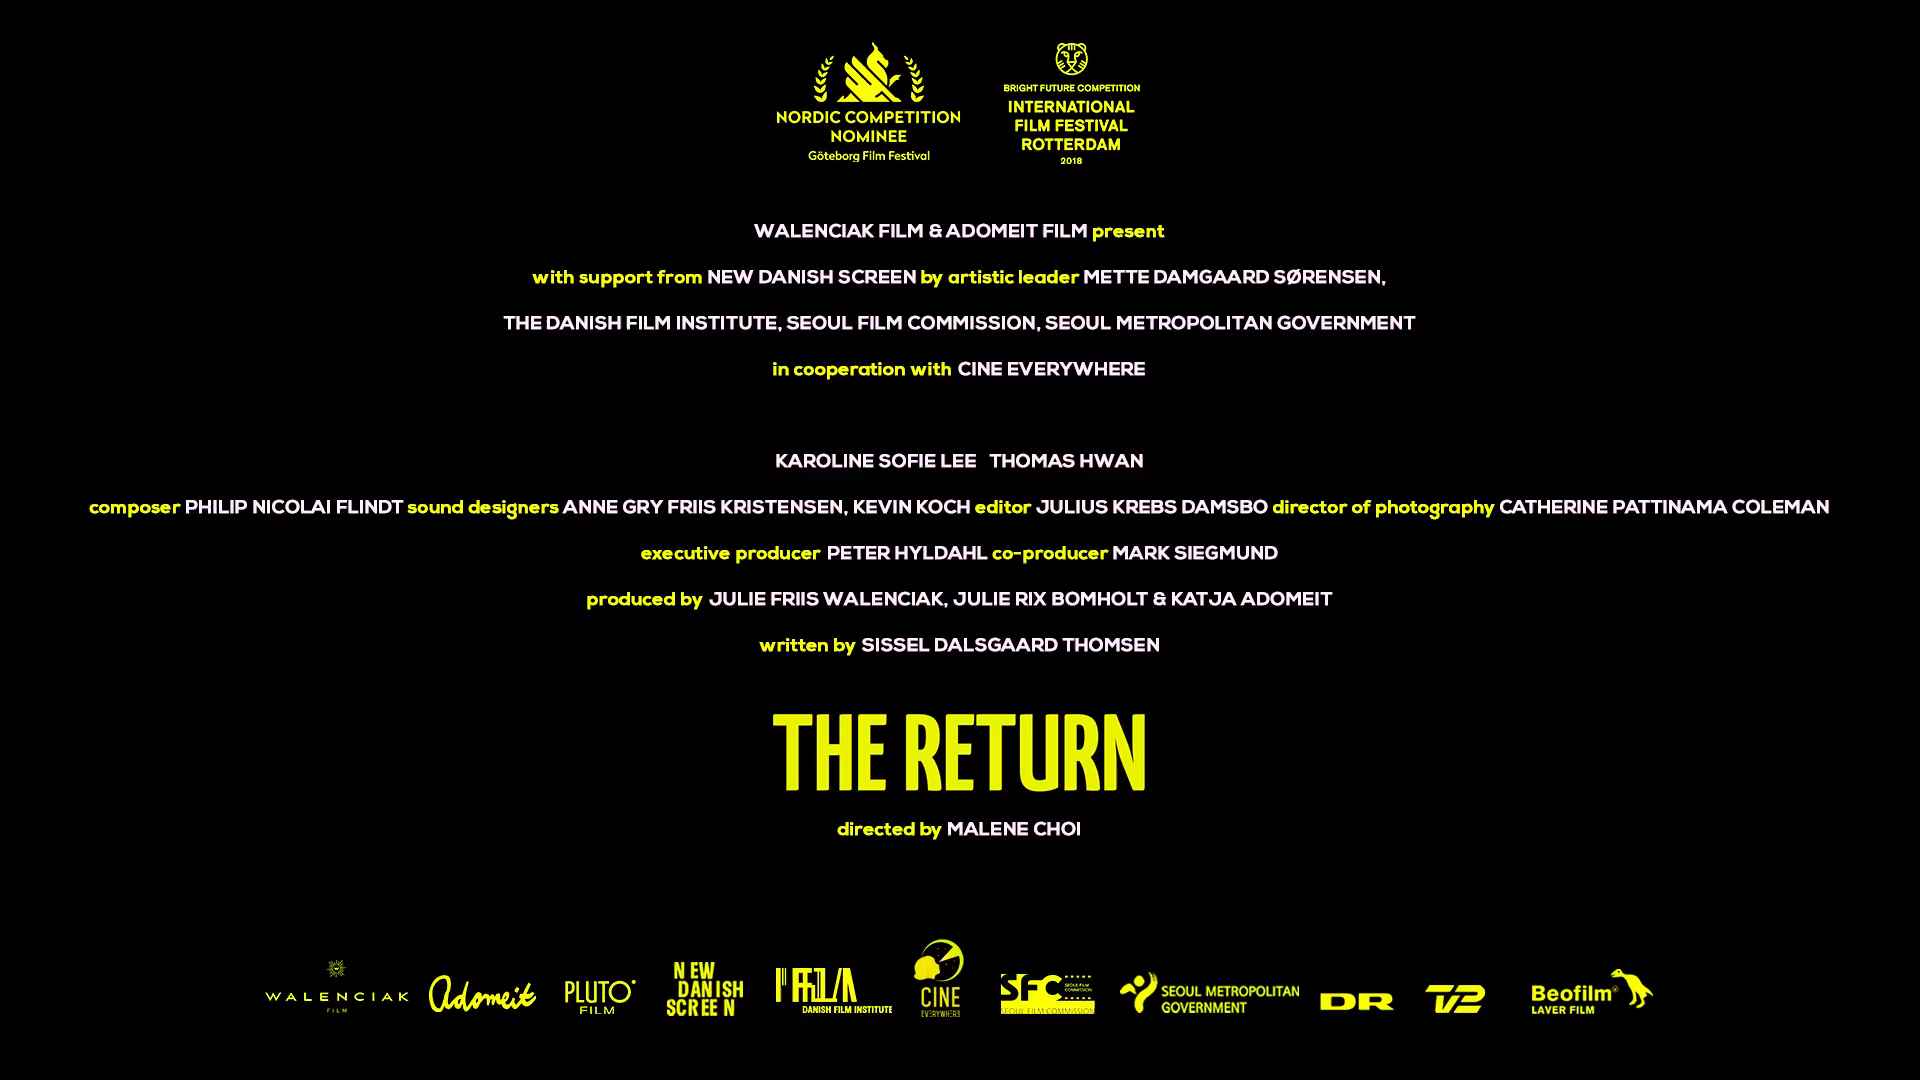 NORDIC COMPETITION
NOMINEE
Göteborg Film Festival
BRIGHT FUTURE COMPETITION
INTERNATIONAL
FILM FESTIVAL
ROTTERDAM
2018
WALENCIAK FILM & ADOMEIT FILM present
with support from NEW DANISH SCREEN by artistic leader METTE DAMGAARD SØRENSEN,
THE DANISH FILM INSTITUTE, SEOUL FILM COMMISSION, SEOUL METROPOLITAN GOVERNMENT
in cooperation with CINE EVERYWHERE
KAROLINE SOFIE LEE THOMAS HWAN
composer PHILIP NICOLAI FLINDT sound designers ANNE GRY FRIIS KRISTENSEN, KEVIN KOCH editor JULIUS KREBS DAMSBO director of photography CATHERINE PATTINAMA COLEMAN
executive producer PETER HYLDAHL co-producer MARK SIEGMUND
produced by JULIE FRIIS WALENCIAK, JULIE RIX BOMHOLT & KATJA ADOMEIT
written by SISSEL DALSGAARD THOMSEN
THE RETURN
directed by MALENE CHOI
WALENCIAK
FILM
Adomeit
PLUTO
FILM
NEW
DANISH
SCREEN
DANISH FILM INSTITUTE
CINE
EVERYWHERE
SFC
SEOUL FILM
COMMISSION
SEOUL FILM COMMISSION
SEOUL METROPOLITAN
GOVERNMENT
DR
TV2
Beofilm®
LAVER FILM